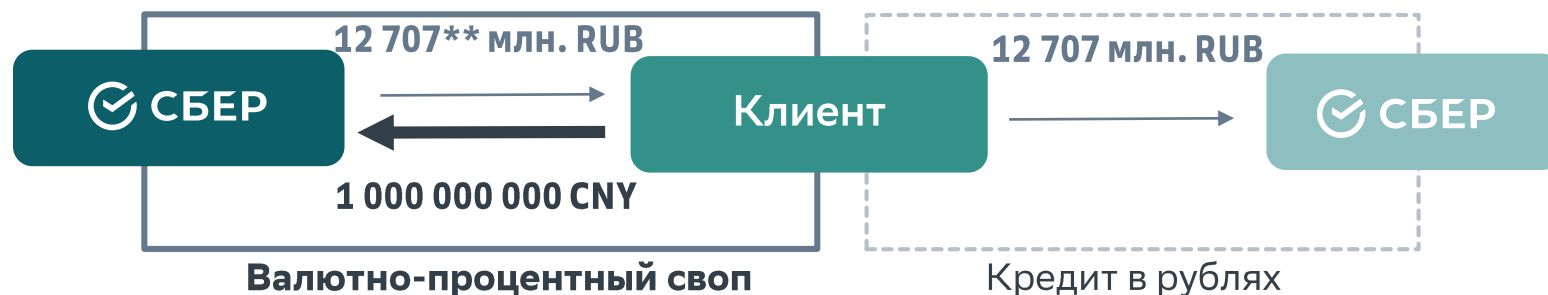 12 707** млн. RUB
12 707 млн. RUB
СБЕР
Клиент
СБЕР
1 000 000 000 CNY
Валютно-процентный своп
Кредит в рублях